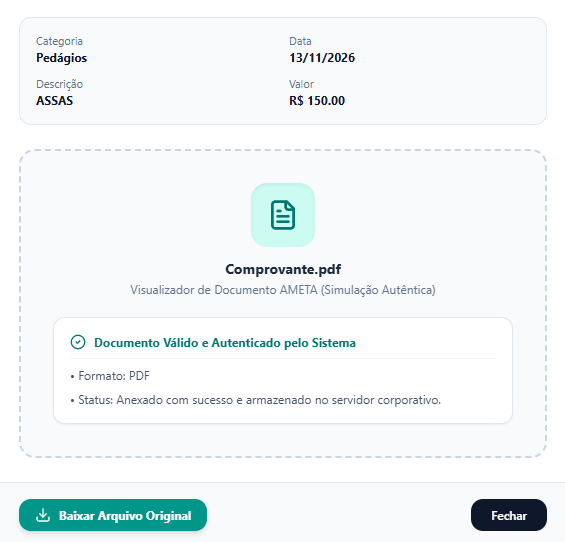 Categoria
Pedágios
Data
13/11/2026
Descrição
ASSAS
Valor
R$ 150.00
Comprovante.pdf
Visualizador de Documento AMETA (Simulação Autêntica)
Documento Válido e Autenticado pelo Sistema
• Formato: PDF
• Status: Anexado com sucesso e armazenado no servidor corporativo.
Baixar Arquivo Original
Fechar